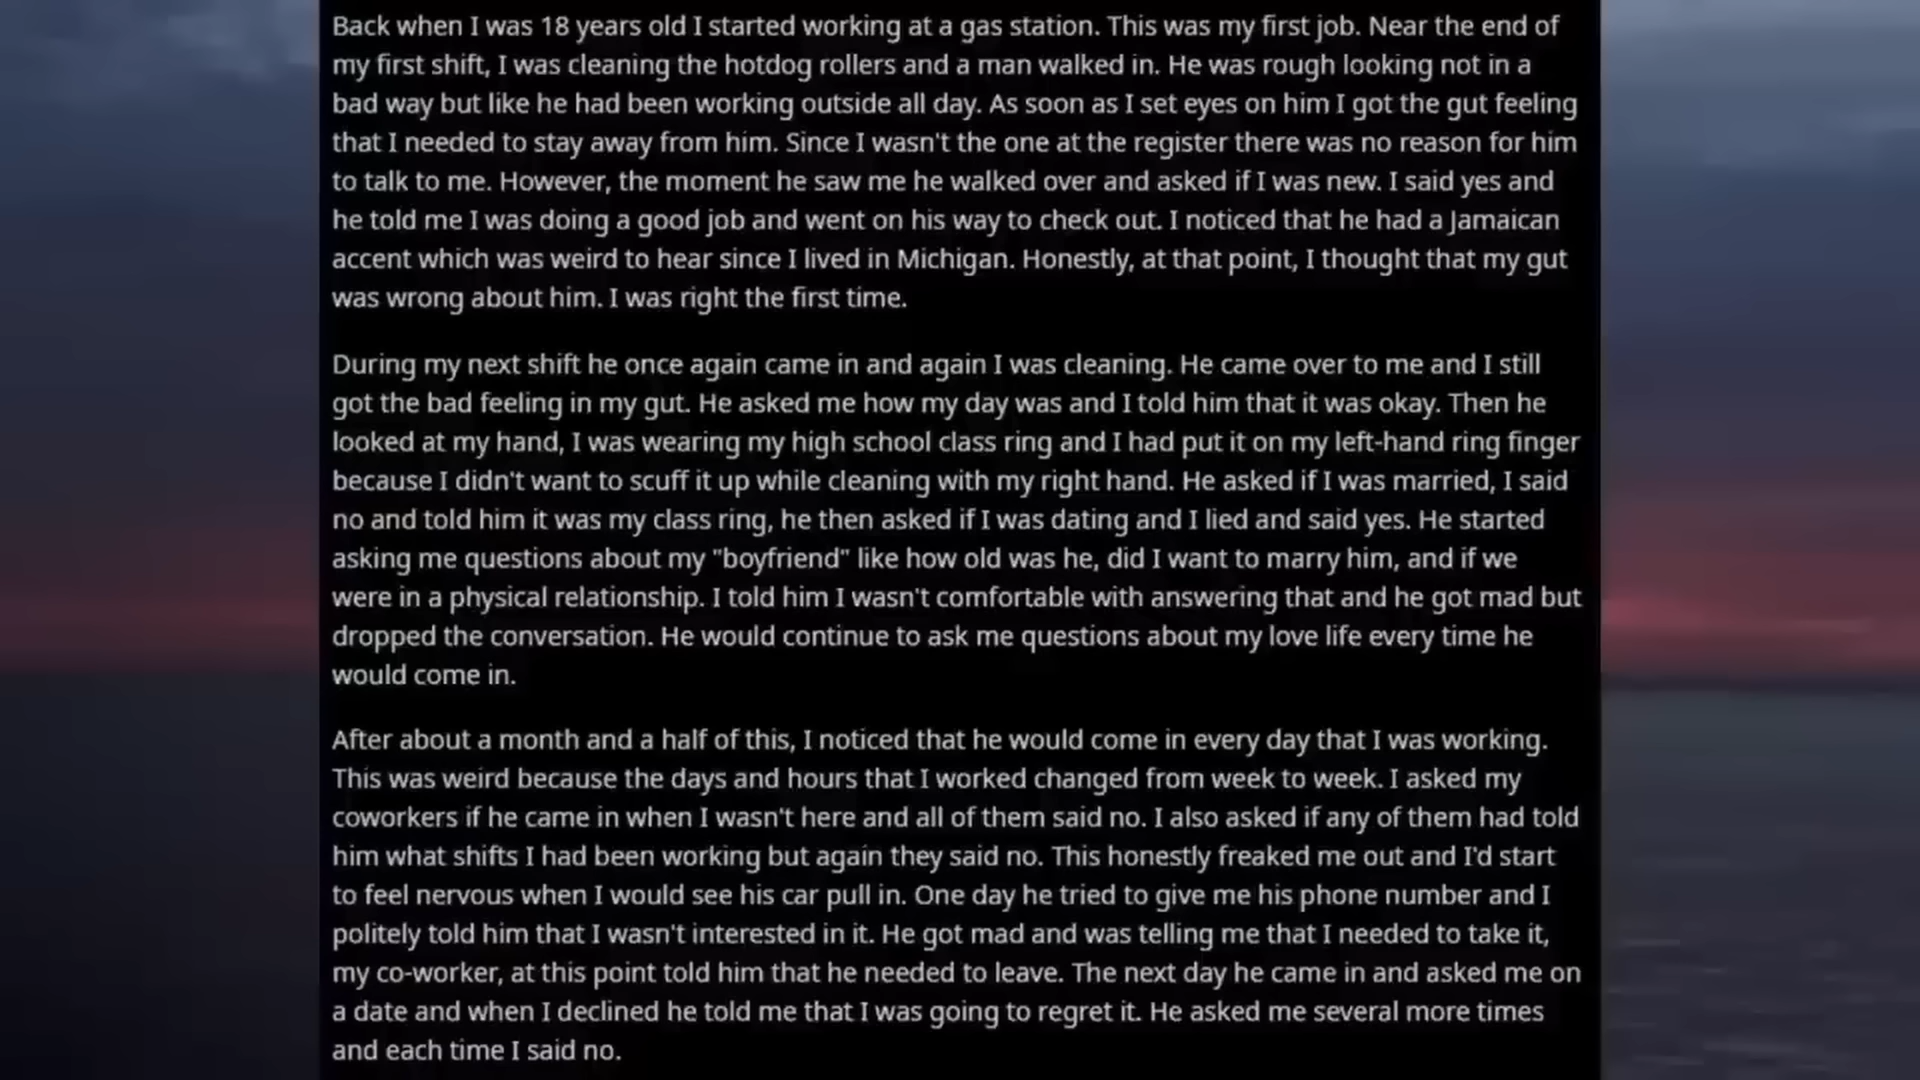 Back when I was 18 years old I started working at a gas station. This was my first job. Near the end of
my first shift, I was cleaning the hotdog rollers and a man walked in. He was rough looking not in a
bad way but like he had been working outside all day. As soon as I set eyes on him I got the gut feeling
that I needed to stay away from him. Since I wasn't the one at the register there was no reason for him
to talk to me. However, the moment he saw me he walked over and asked if I was new. I said yes and
he told me I was doing a good job and went on his way to check out. I noticed that he had a Jamaican
accent which was weird to hear since I lived in Michigan. Honestly, at that point, I thought that my gut
was wrong about him. I was right the first time.
During my next shift he once again came in and again I was cleaning. He came over to me and I still
got the bad feeling in my gut. He asked me how my day was and I told him that it was okay. Then he
looked at my hand, I was wearing my high school class ring and I had put it on my left-hand ring finger
because I didn't want to scuff it up while cleaning with my right hand. He asked if I was married, I said
no and told him it was my class ring, he then asked if I was dating and I lied and said yes. He started
asking me questions about my "boyfriend" like how old was he, did I want to marry him, and if we
were in a physical relationship. I told him I wasn't comfortable with answering that and he got mad but
dropped the conversation. He would continue to ask me questions about my love life every time he
would come in.
After about a month and a half of this, I noticed that he would come in every day that I was working.
This was weird because the days and hours that I worked changed from week to week. I asked my
coworkers if he came in when I wasn't here and all of them said no. I also asked if any of them had told
him what shifts I had been working but again they said no. This honestly freaked me out and I'd start
to feel nervous when I would see his car pull in. One day he tried to give me his phone number and I
politely told him that I wasn't interested in it. He got mad and was telling me that I needed to take it,
my co-worker, at this point told him that he needed to leave. The next day he came in and asked me on
a date and when I declined he told me that I was going to regret it. He asked me several more times
and each time I said no.